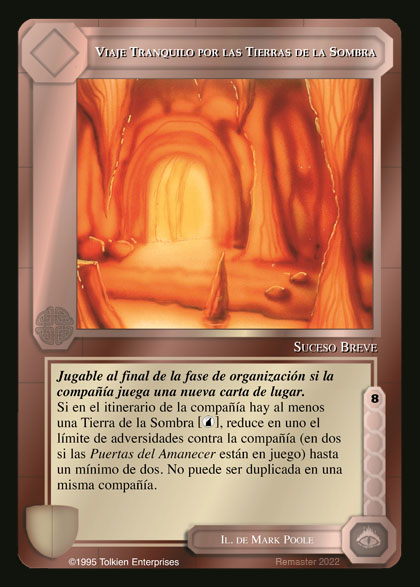 Viaje Tranquilo por las Tierras de la Sombra
Suceso Breve
Jugable al final de la fase de organización si la
compañía juega una nueva carta de lugar.
Si en el itinerario de la compañía hay al menos
una Tierra de la Sombra [], reduce en uno el
límite de adversidades contra la compañía (en dos
si las Puertas del Amanecer están en juego) hasta
un mínimo de dos. No puede ser duplicada en una
misma compañía.
8
Il. de Mark Poole
©1995 Tolkien Enterprises
Remaster 2022